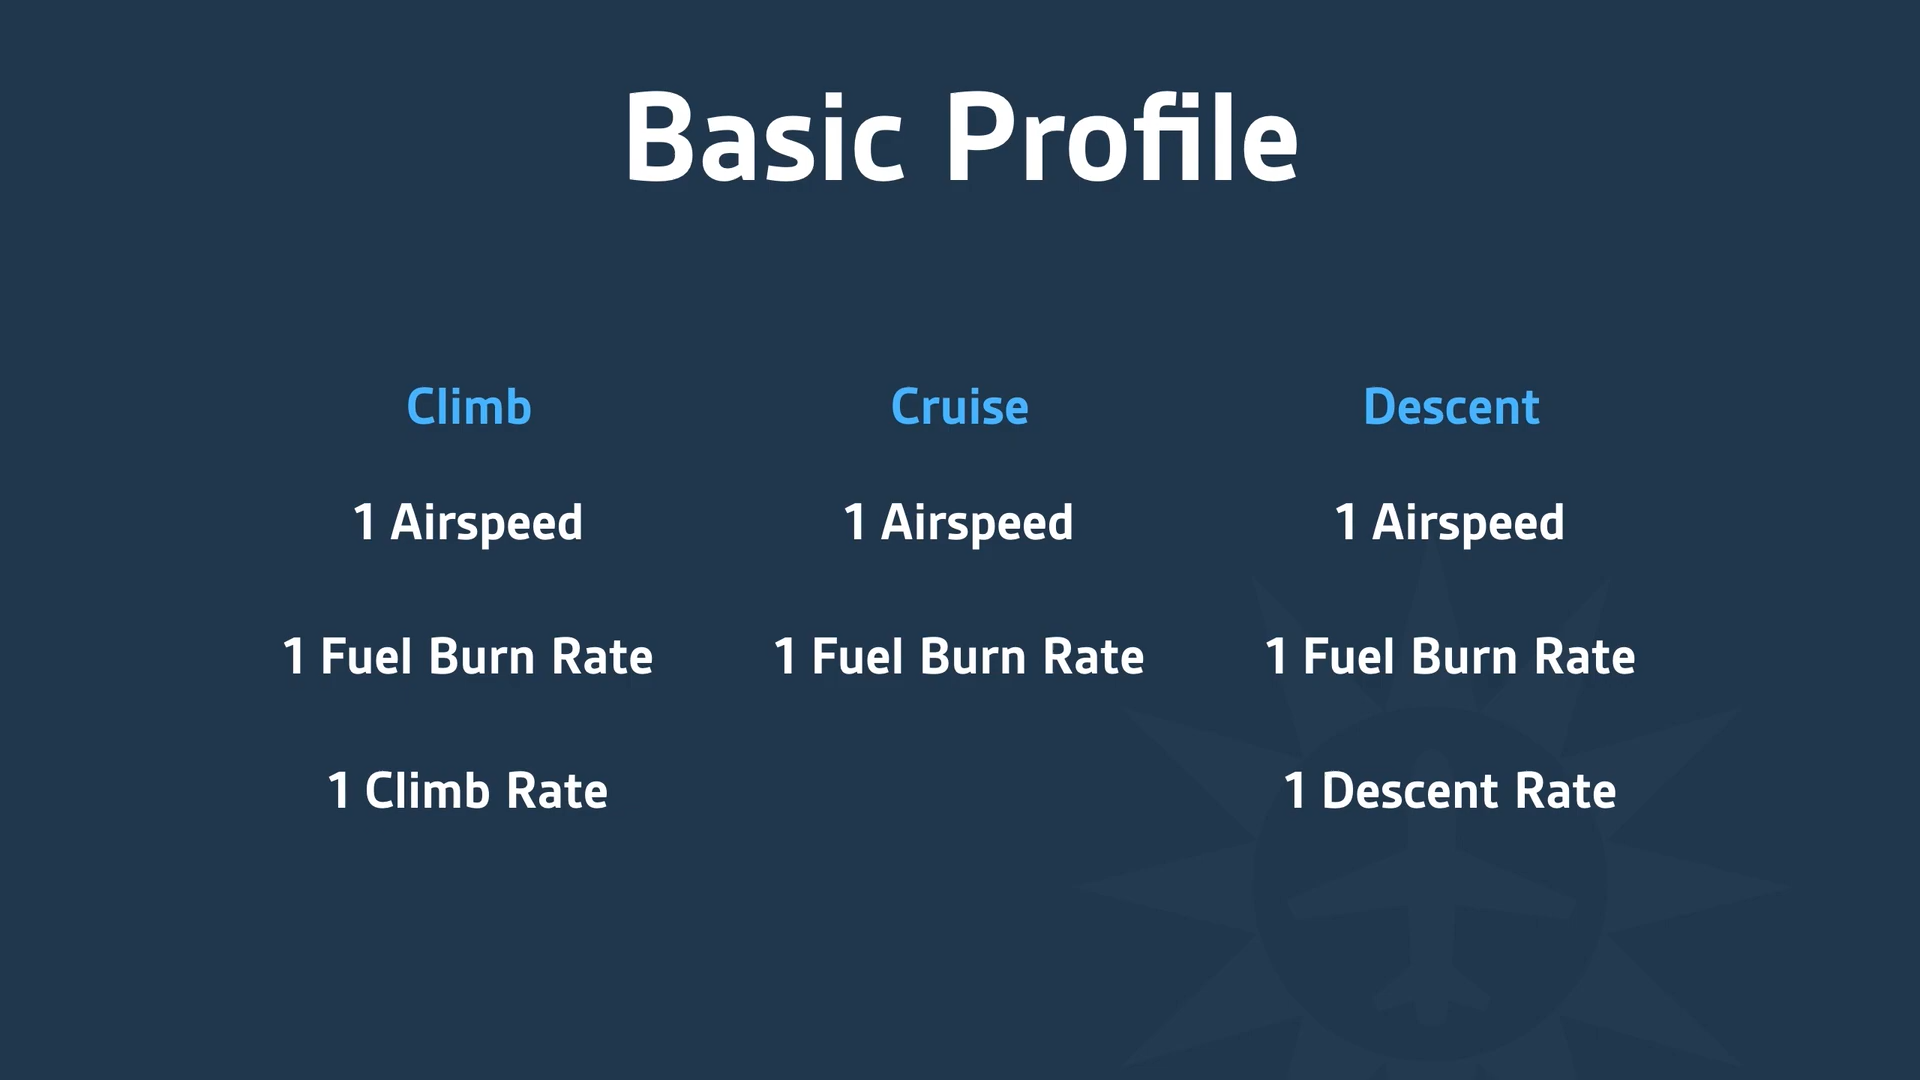 Basic Profile
Climb
Cruise
Descent
1 Airspeed
1 Airspeed
1 Airspeed
1 Fuel Burn Rate
1 Fuel Burn Rate
1 Fuel Burn Rate
1 Climb Rate
1 Descent Rate